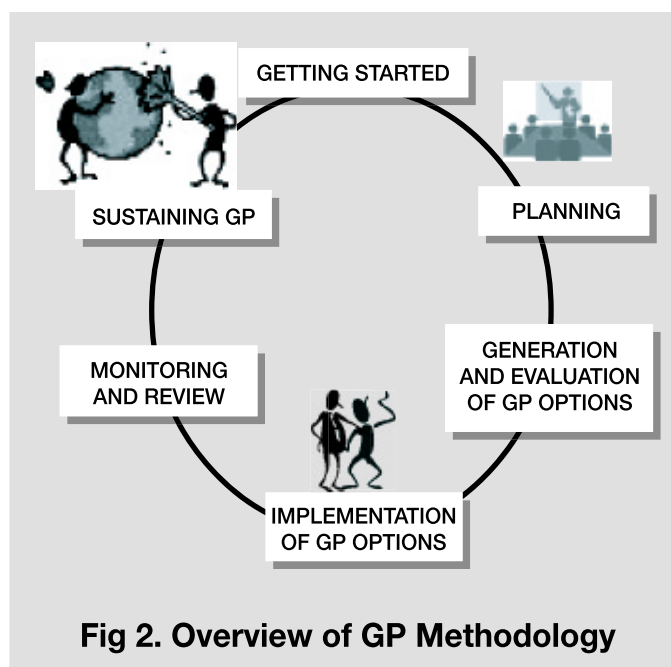 GETTING STARTED
PLANNING
GENERATION
AND EVALUATION
OF GP OPTIONS
IMPLEMENTATION
OF GP OPTIONS
MONITORING
AND REVIEW
SUSTAINING GP
Fig 2. Overview of GP Methodology